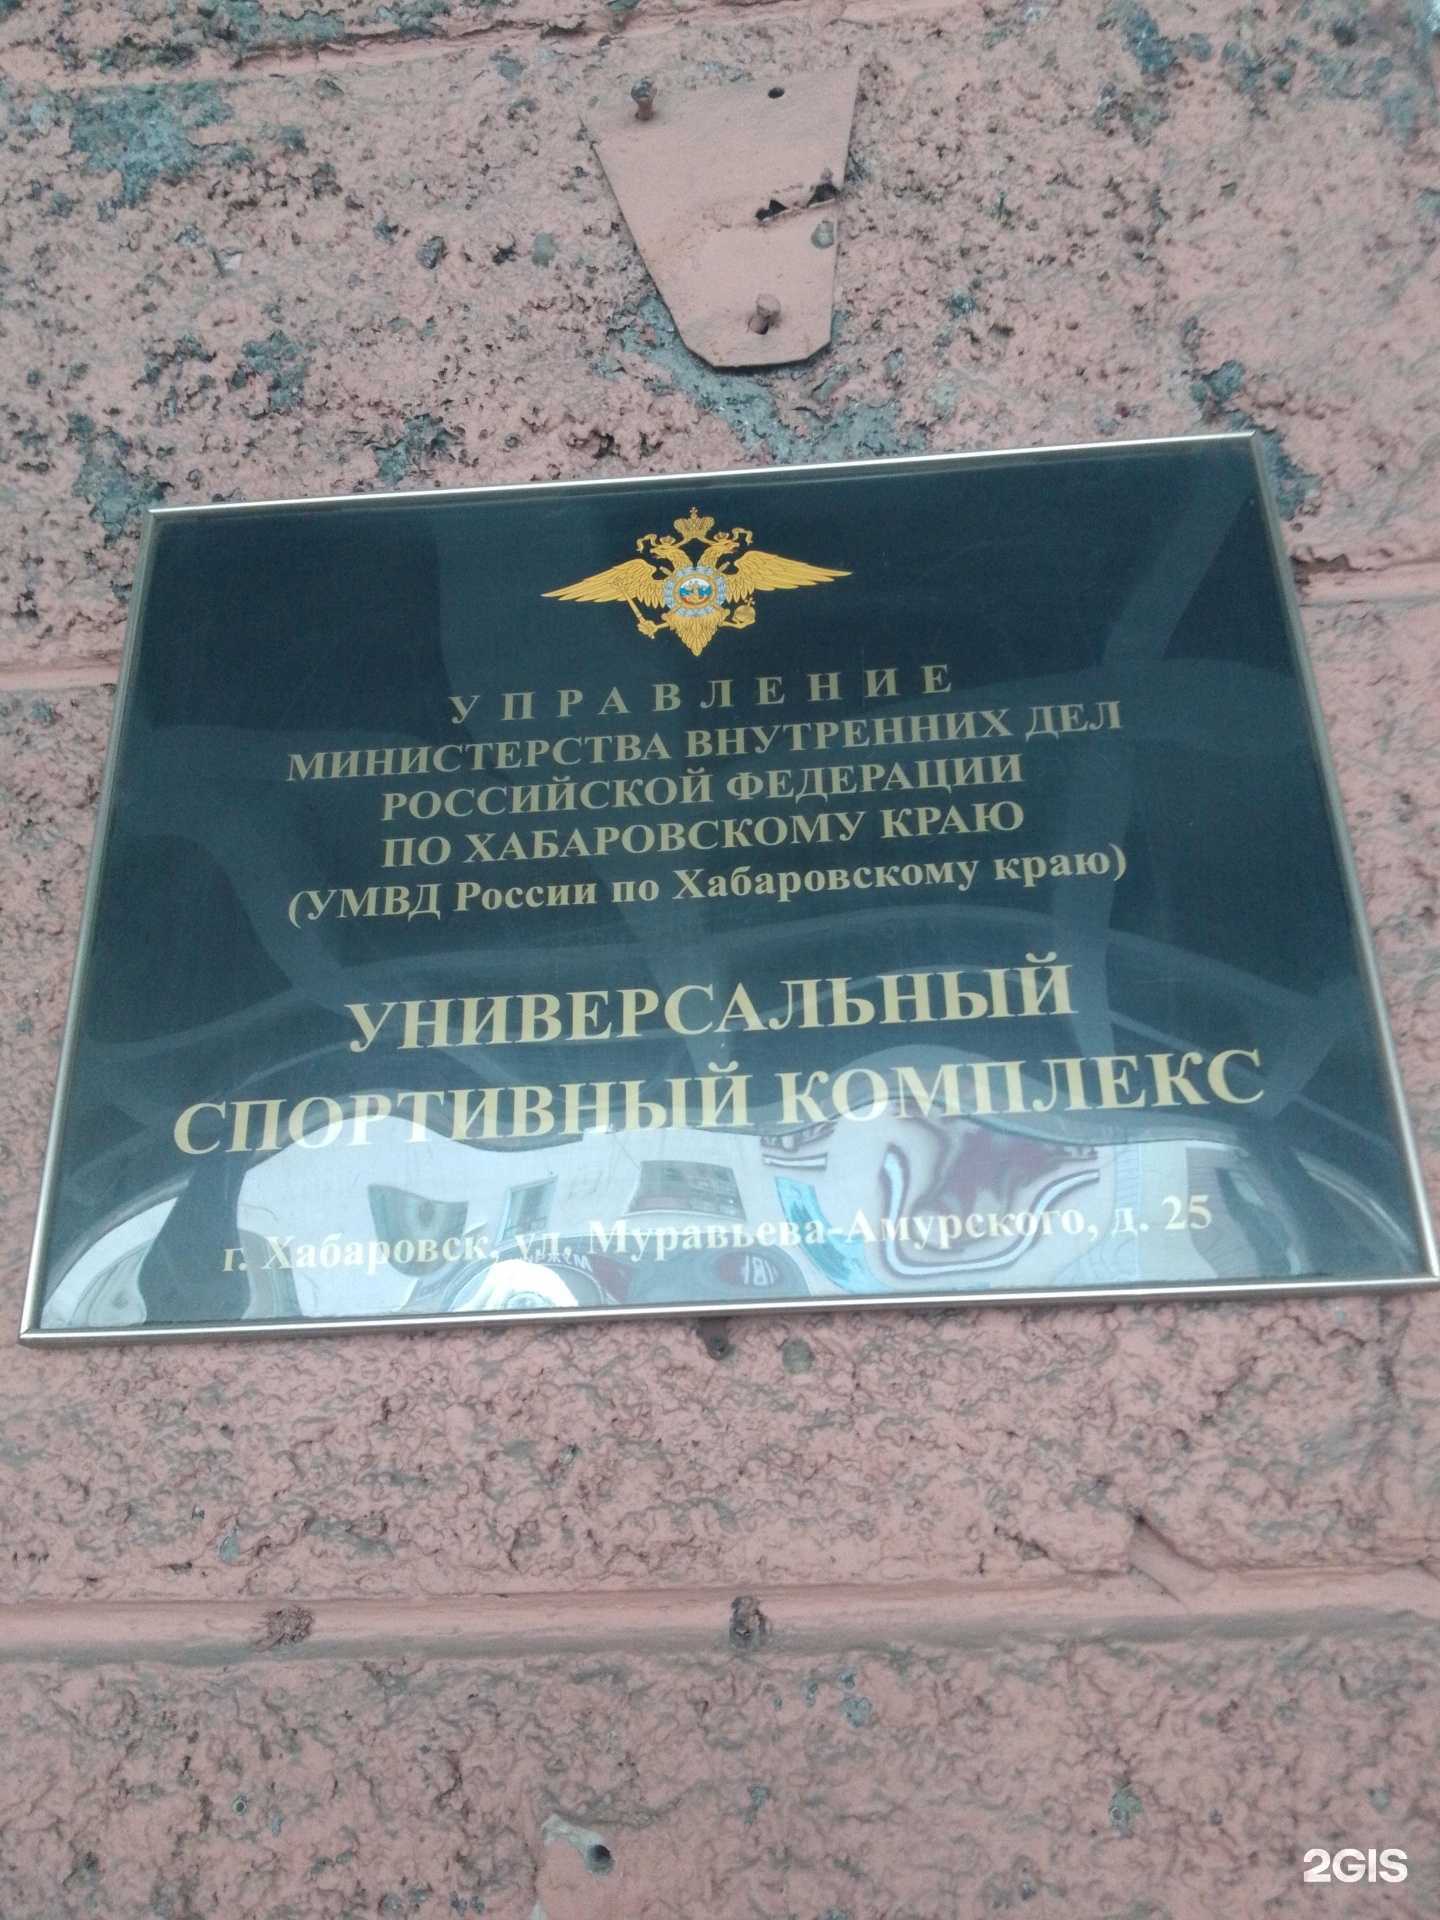 УПРАВЛЕНИЕ
МИНИСТЕРСТВА ВНУТРЕННИХ ДЕЛ
РОССИЙСКОЙ ФЕДЕРАЦИИ
ПО ХАБАРОВСКОМУ КРАЮ
(УМВД России по Хабаровскому краю)
УНИВЕРСАЛЬНЫЙ
СПОРТИВНЫЙ КОМПЛЕКС
г. Хабаровск, ул. Муравьева-Амурского, д. 25
2GIS